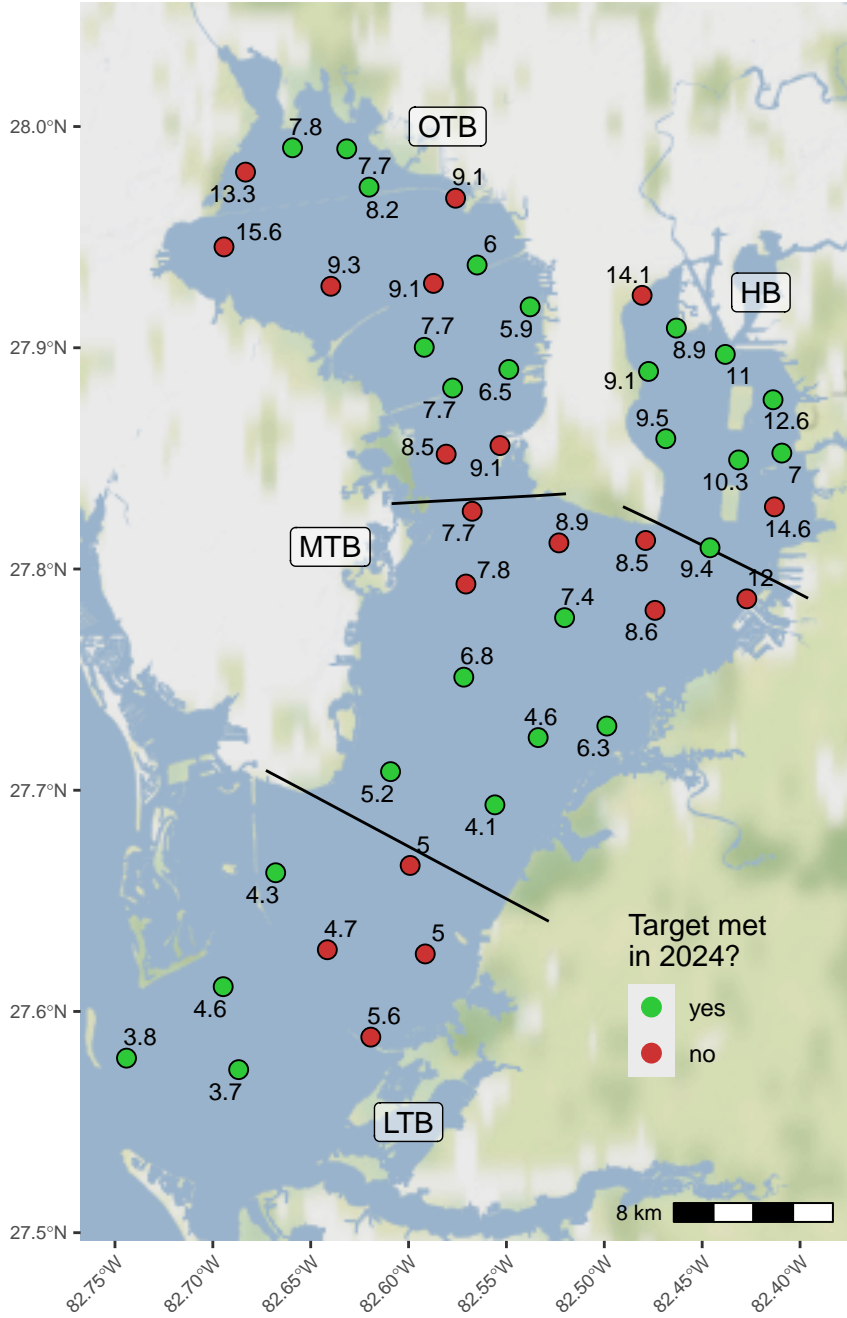 28.0°N
27.9°N
27.8°N
27.7°N
27.6°N
27.5°N
OTB
7.8
7.7
13.3
8.2
9.1
15.6
6
9.3
9.1
5.9
7.7
6.5
7.7
8.5
9.1
HB
14.1
8.9
11
9.1
12.6
9.5
10.3
7
14.6
9.4
12
MTB
7.7
8.9
8.5
7.8
7.4
8.6
6.8
4.6
6.3
5.2
4.1
5
4.3
4.7
5
4.6
5.6
3.8
3.7
LTB
Target met
in 2024?
yes
no
8 km
82.75°W
82.70°W
82.65°W
82.60°W
82.55°W
82.50°W
82.45°W
82.40°W